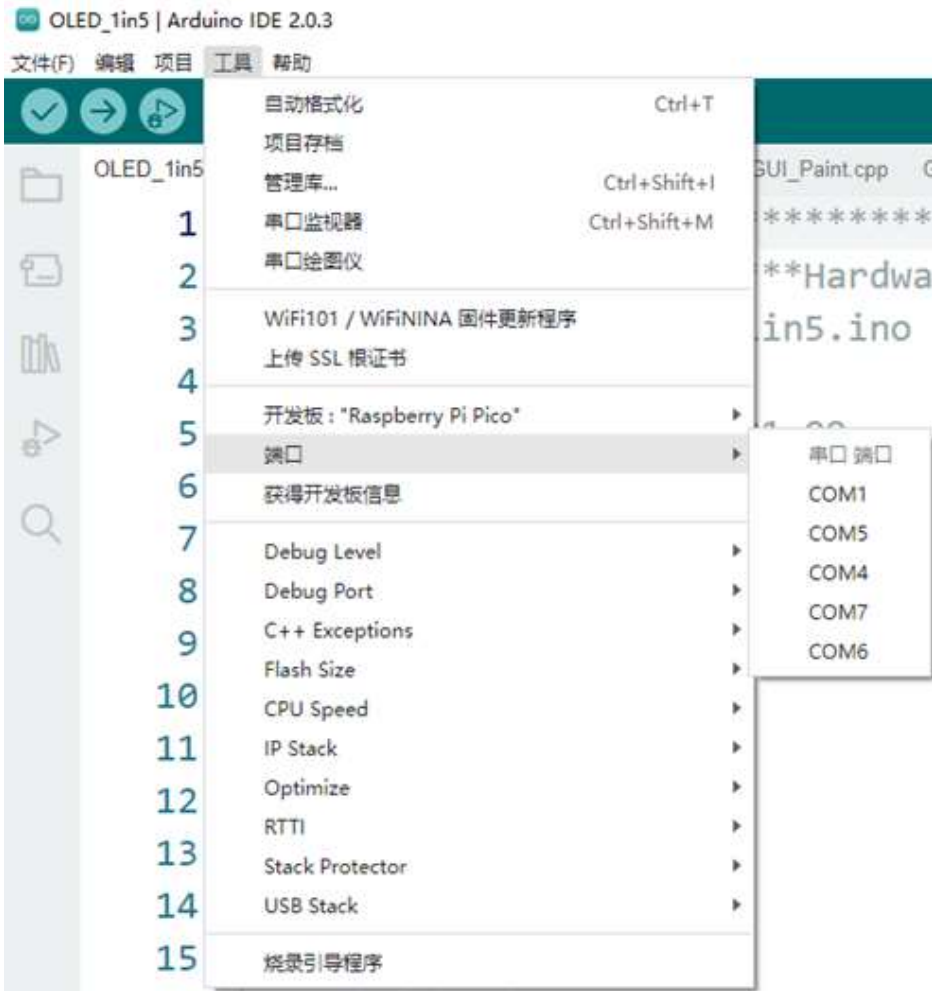 OLED_1in5 | Arduino IDE 2.0.3
文件(F) 编辑 项目 工具 帮助
自动格式化 Ctrl+T
项目存档
OLED_1in5 管理库... Ctrl+Shift+I GUI_Paint.cpp G
1 串口监视器 Ctrl+Shift+M *********
2 串口绘图仪 **Hardwa
3 WiFi101 / WiFiNINA 固件更新程序 .in5.ino
4 上传 SSL 根证书
5 开发板 : "Raspberry Pi Pico"
端口 串口 端口
6 获得开发板信息 COM1
7 Debug Level COM5
8 Debug Port COM4
9 C++ Exceptions COM7
Flash Size COM6
10 CPU Speed
11 IP Stack
12 Optimize
RTTI
13 Stack Protector
14 USB Stack
15 烧录引导程序